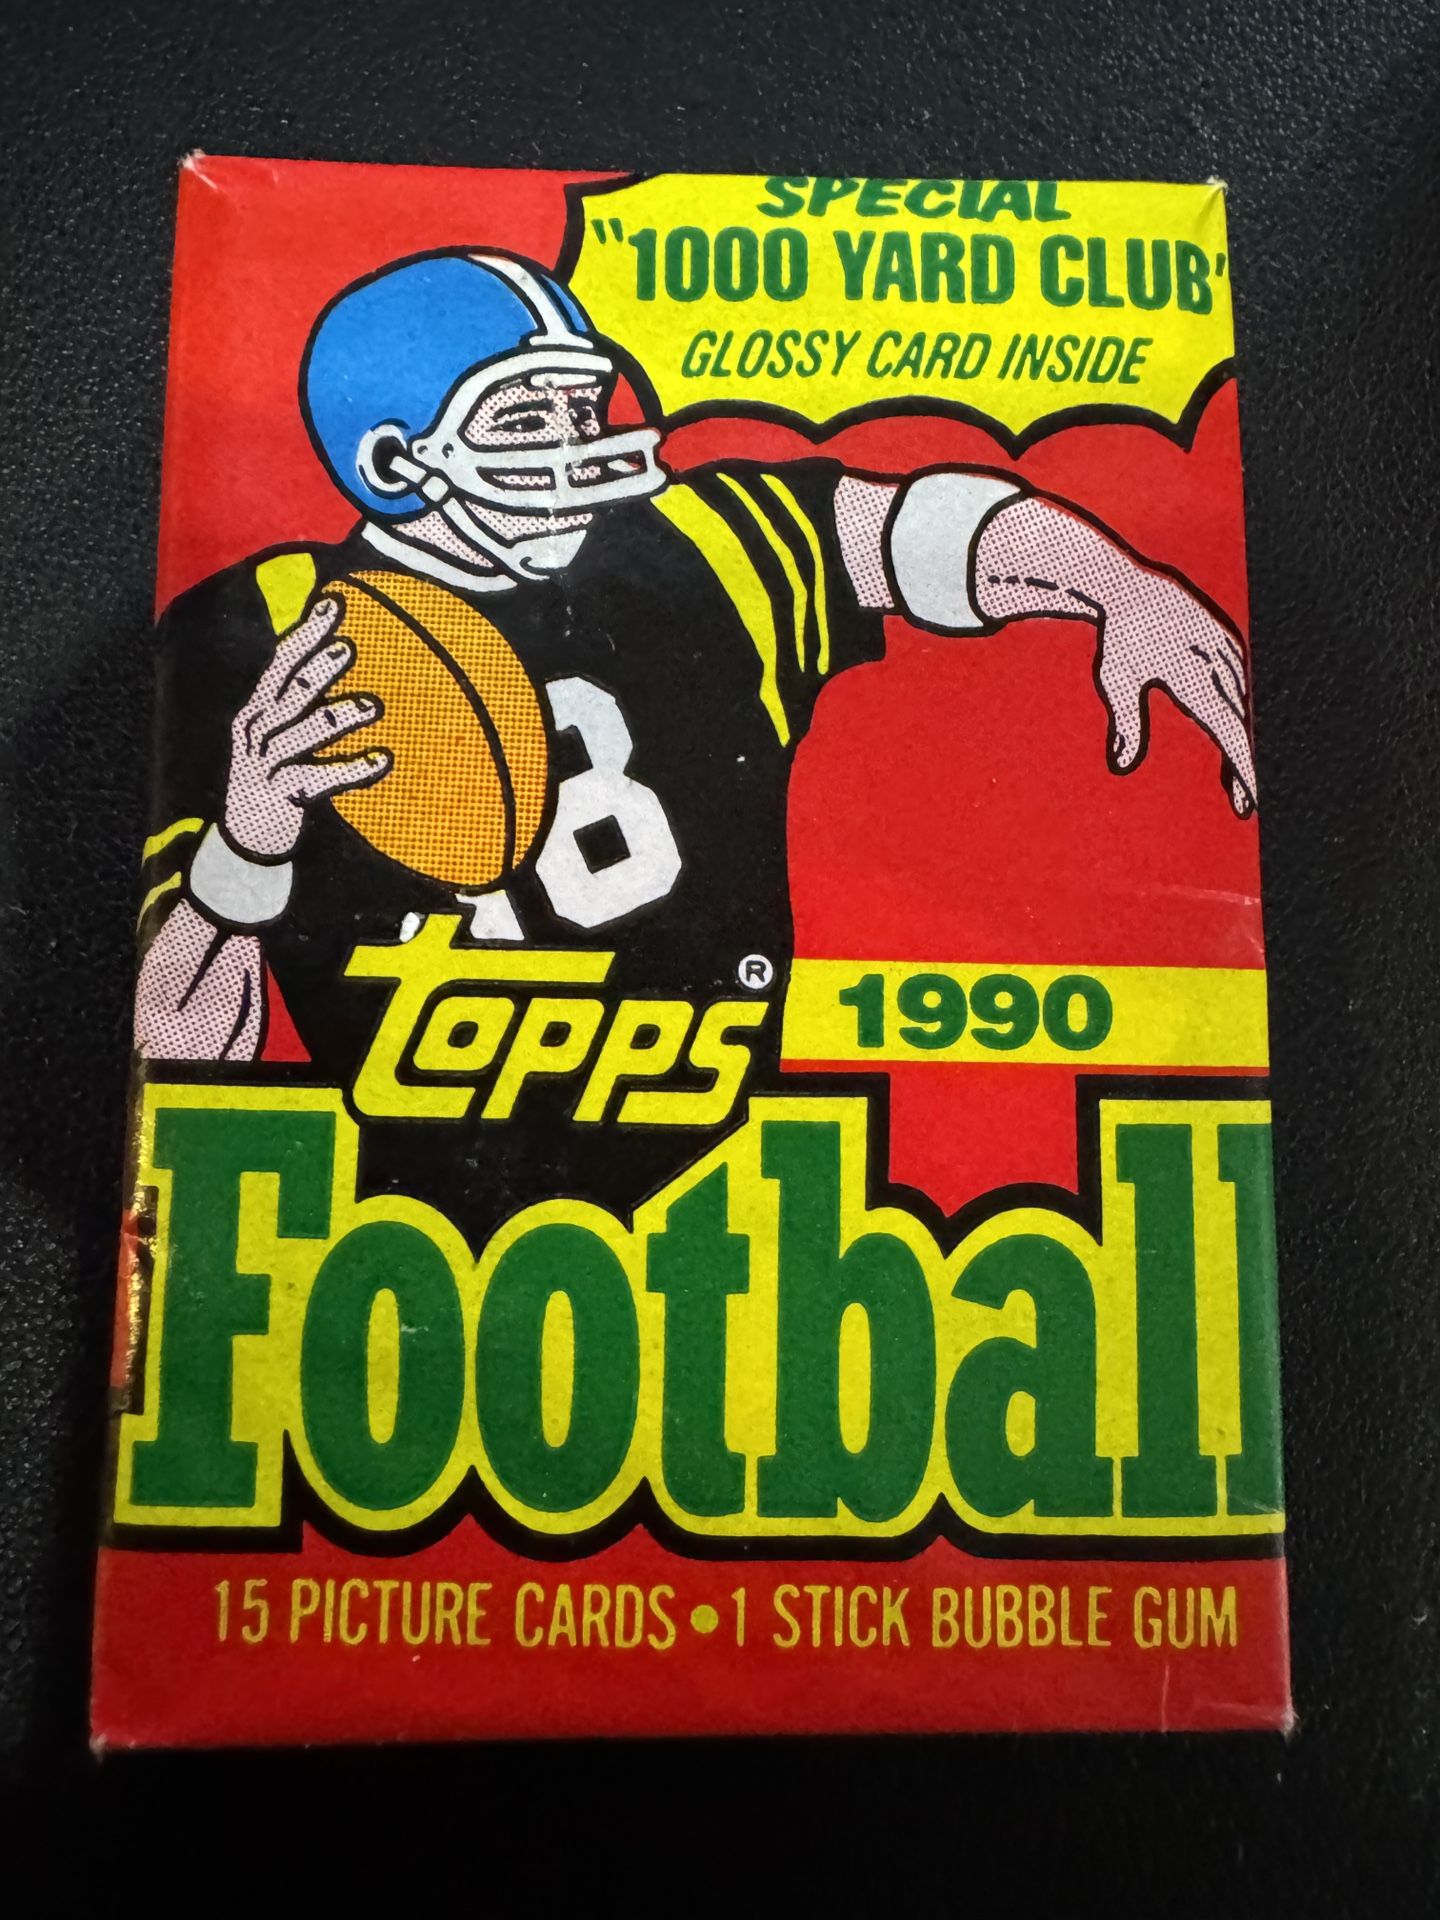 SPECIAL
"1000 YARD CLUB'
GLOSSY CARD INSIDE
8
Topps®
1990
Football
15 PICTURE CARDS • 1 STICK BUBBLE GUM